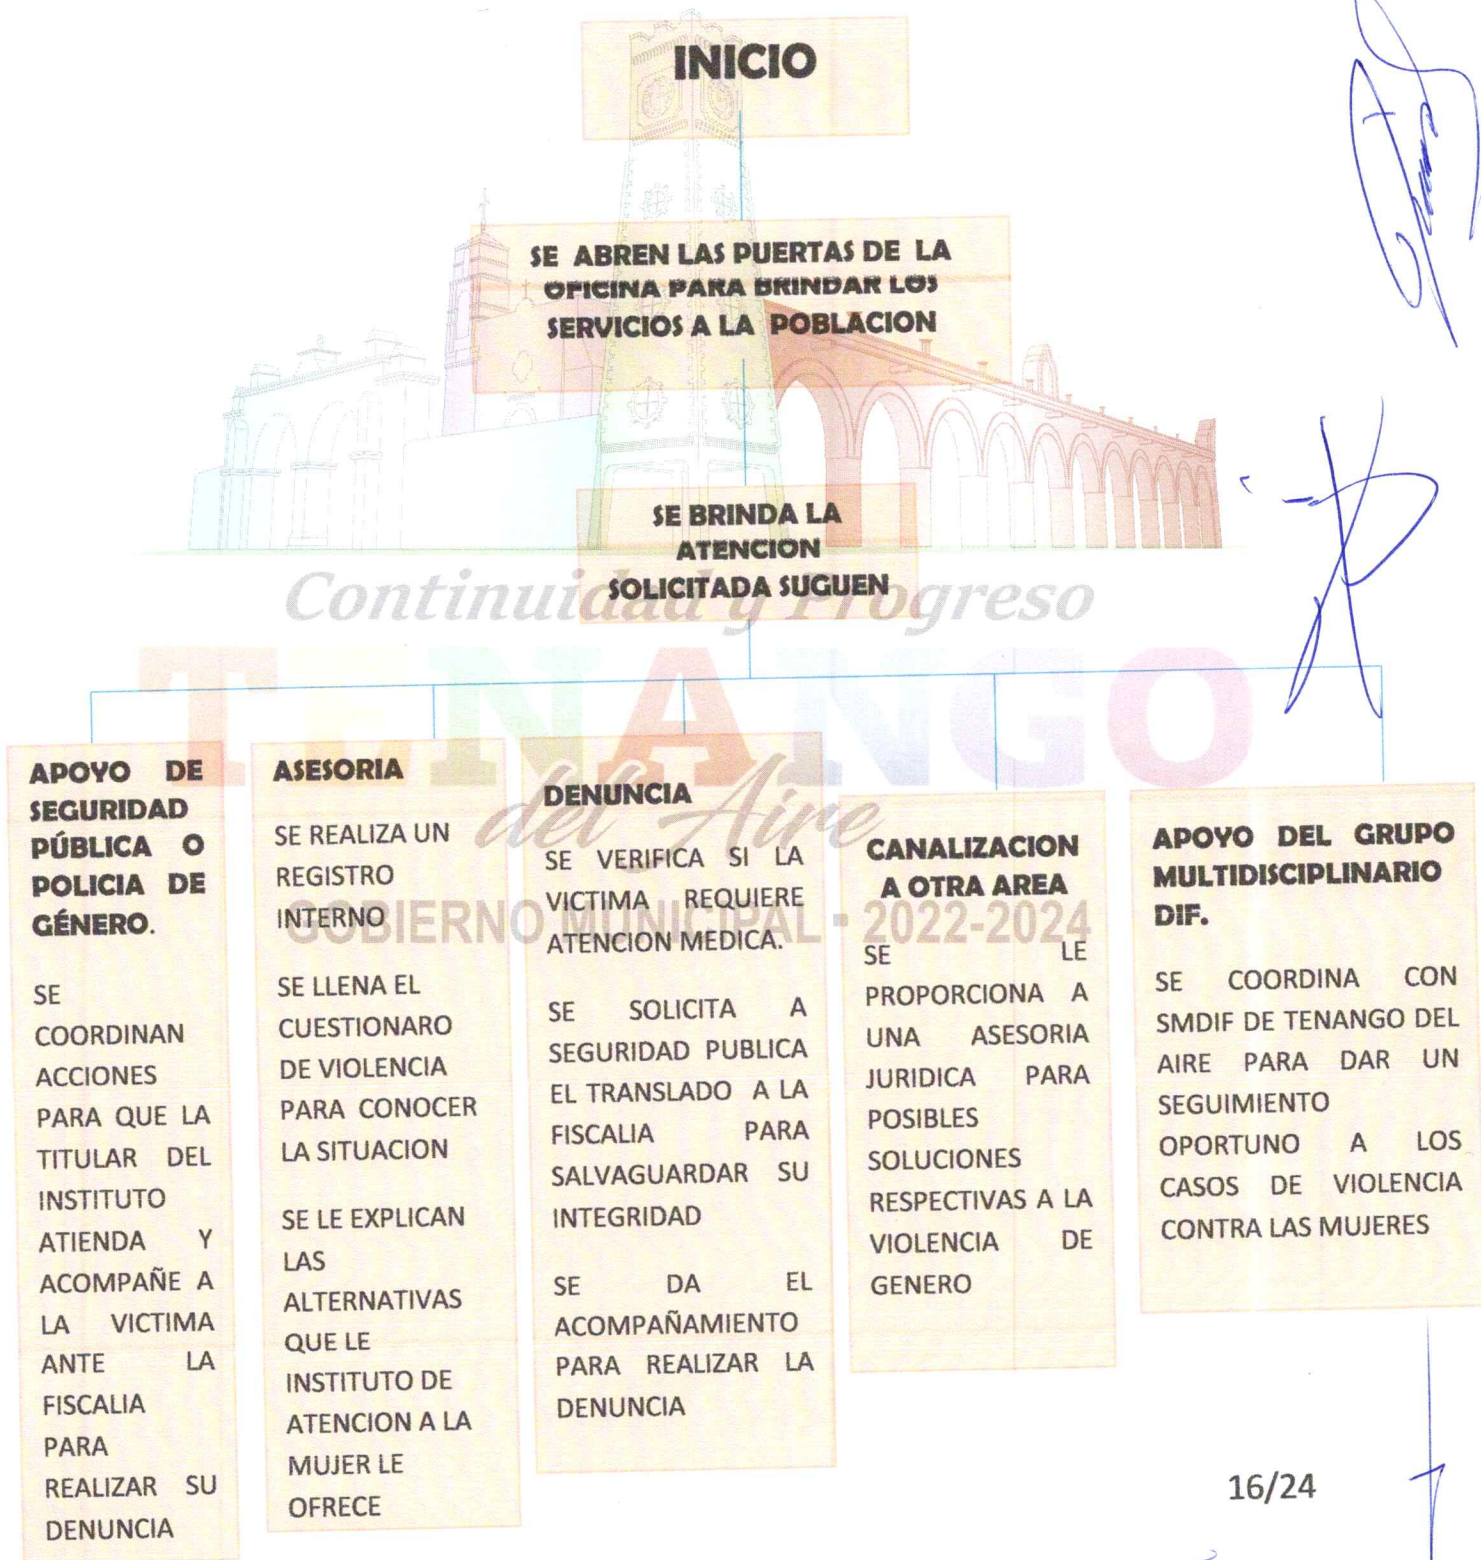 INICIO
SE ABREN LAS PUERTAS DE LA
OFICINA PARA BRINDAR LOS
SERVICIOS A LA POBLACION
SE BRINDA LA
ATENCION
SOLICITADA SUGUEN
Continuidad y Progreso
TENANGO
del Aire
GOBIERNO MUNICIPAL • 2022-2024
APOYO DE
SEGURIDAD
PÚBLICA O
POLICIA DE
GÉNERO.
SE
COORDINAN
ACCIONES
PARA QUE LA
TITULAR DEL
INSTITUTO
ATIENDA Y
ACOMPAÑE A
LA VICTIMA
ANTE LA
FISCALIA
PARA
REALIZAR SU
DENUNCIA
ASESORIA
SE REALIZA UN
REGISTRO
INTERNO
SE LLENA EL
CUESTIONARO
DE VIOLENCIA
PARA CONOCER
LA SITUACION
SE LE EXPLICAN
LAS
ALTERNATIVAS
QUE LE
INSTITUTO DE
ATENCION A LA
MUJER LE
OFRECE
DENUNCIA
SE VERIFICA SI LA
VICTIMA REQUIERE
ATENCION MEDICA.
SE SOLICITA A
SEGURIDAD PUBLICA
EL TRANSLADO A LA
FISCALIA PARA
SALVAGUARDAR SU
INTEGRIDAD
SE DA EL
ACOMPAÑAMIENTO
PARA REALIZAR LA
DENUNCIA
CANALIZACION
A OTRA AREA
SE LE
PROPORCIONA A
UNA ASESORIA
JURIDICA PARA
POSIBLES
SOLUCIONES
RESPECTIVAS A LA
VIOLENCIA DE
GENERO
APOYO DEL GRUPO
MULTIDISCIPLINARIO
DIF.
SE COORDINA CON
SMDIF DE TENANGO DEL
AIRE PARA DAR UN
SEGUIMIENTO
OPORTUNO A LOS
CASOS DE VIOLENCIA
CONTRA LAS MUJERES
16/24